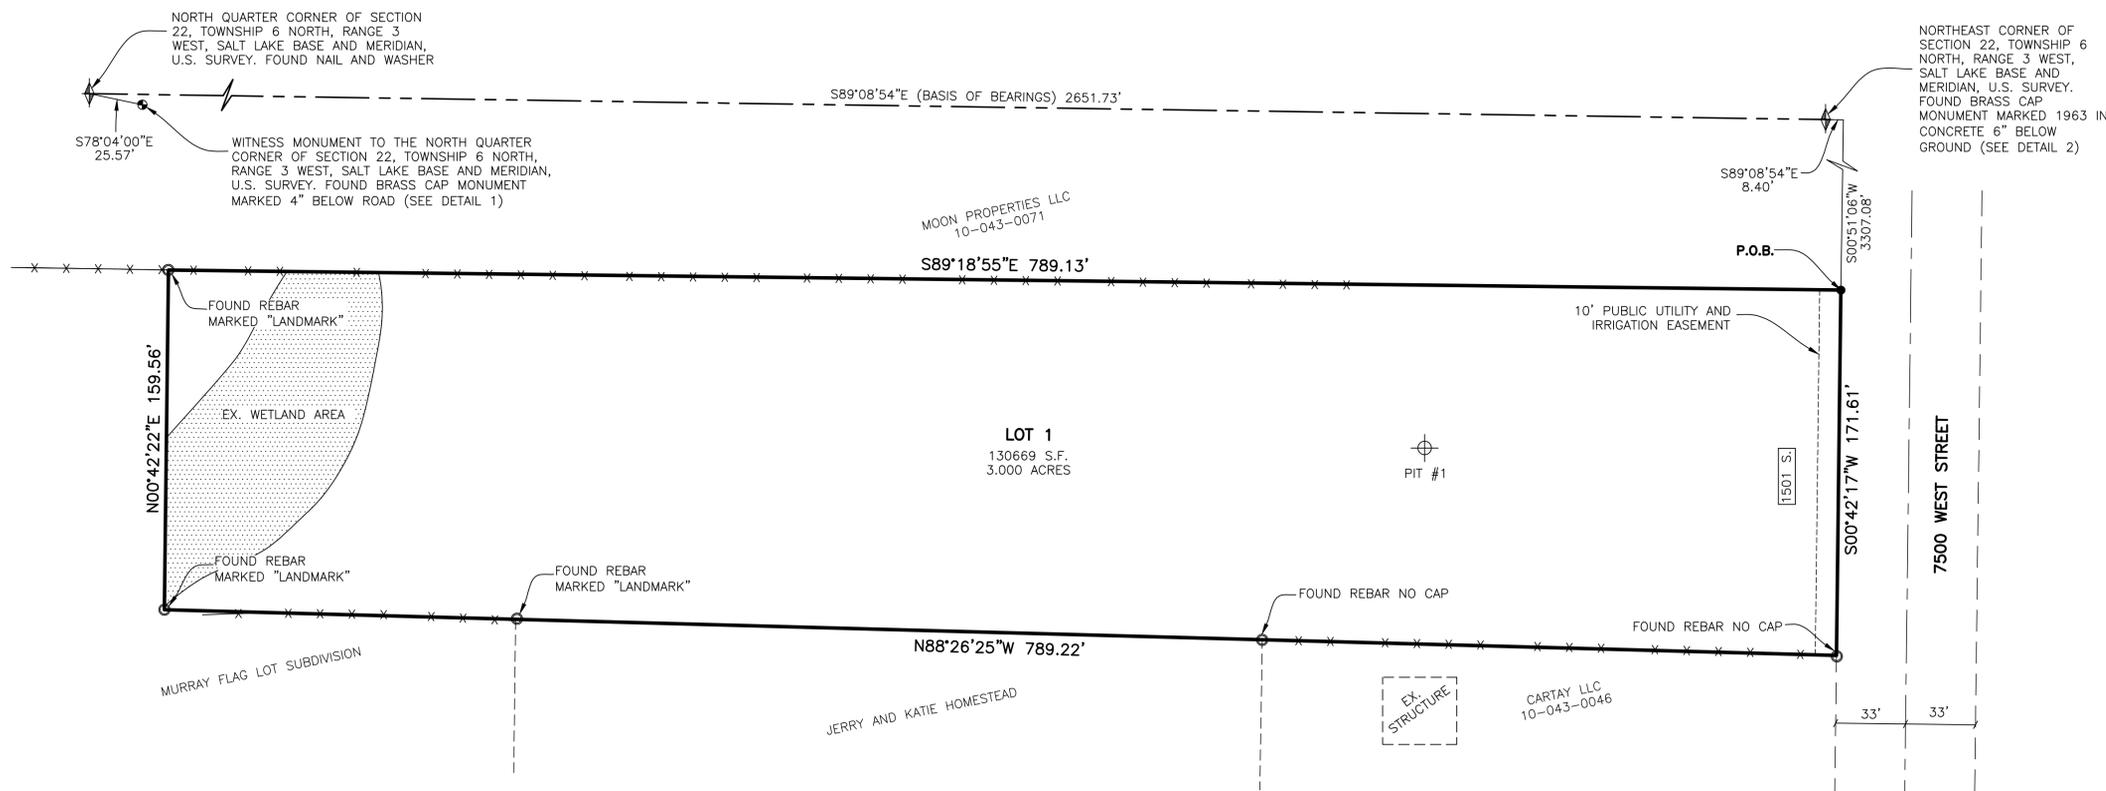 NORTH QUARTER CORNER OF SECTION
22, TOWNSHIP 6 NORTH, RANGE 3
WEST, SALT LAKE BASE AND MERIDIAN,
U.S. SURVEY. FOUND NAIL AND WASHER
NORTHEAST CORNER OF
SECTION 22, TOWNSHIP 6
NORTH, RANGE 3 WEST,
SALT LAKE BASE AND
MERIDIAN, U.S. SURVEY.
FOUND BRASS CAP
MONUMENT MARKED 1963 IN
CONCRETE 6" BELOW
GROUND (SEE DETAIL 2)
S89°08'54"E (BASIS OF BEARINGS) 2651.73'
S78°04'00"E
25.57'
WITNESS MONUMENT TO THE NORTH QUARTER
CORNER OF SECTION 22, TOWNSHIP 6 NORTH,
RANGE 3 WEST, SALT LAKE BASE AND MERIDIAN,
U.S. SURVEY. FOUND BRASS CAP MONUMENT
MARKED 4" BELOW ROAD (SEE DETAIL 1)
S89°08'54"E
8.40'
S00°51'06"W
3307.08'
MOON PROPERTIES LLC
10-043-0071
P.O.B.
S89°18'55"E 789.13'
FOUND REBAR
MARKED "LANDMARK"
10' PUBLIC UTILITY AND
IRRIGATION EASEMENT
N00°42'22"E 159.56'
EX. WETLAND AREA
LOT 1
130669 S.F.
3.000 ACRES
PIT #1
1501 S.
S00°42'17"W 171.61'
7500 WEST STREET
FOUND REBAR
MARKED "LANDMARK"
FOUND REBAR
MARKED "LANDMARK"
FOUND REBAR NO CAP
FOUND REBAR NO CAP
N88°26'25"W 789.22'
MURRAY FLAG LOT SUBDIVISION
JERRY AND KATIE HOMESTEAD
EX.
STRUCTURE
CARTAY LLC
10-043-0046
33'
33'